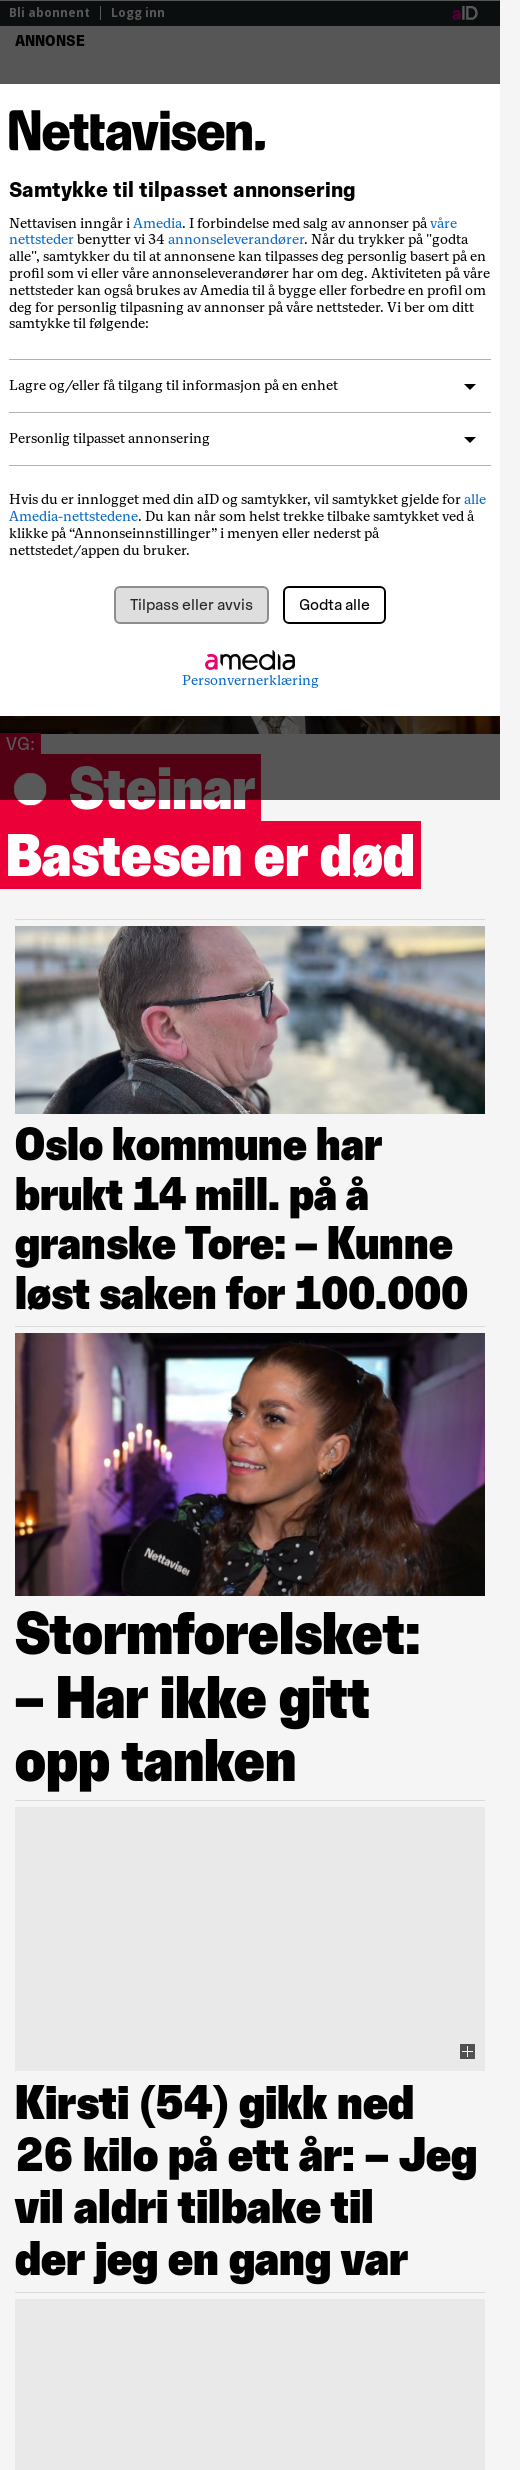 Bli abonnent | Logg inn
aID
ANNONSE
Nettavisen.
Samtykke til tilpasset annonsering
Nettavisen inngår i Amedia. I forbindelse med salg av annonser på våre
nettsteder benytter vi 34 annonseleverandører. Når du trykker på "godta
alle", samtykker du til at annonsene kan tilpasses deg personlig basert på en
profil som vi eller våre annonseleverandører har om deg. Aktiviteten på våre
nettsteder kan også brukes av Amedia til å bygge eller forbedre en profil om
deg for personlig tilpasning av annonser på våre nettsteder. Vi ber om ditt
samtykke til følgende:
Lagre og/eller få tilgang til informasjon på en enhet
Personlig tilpasset annonsering
Hvis du er innlogget med din aID og samtykker, vil samtykket gjelde for alle
Amedia-nettstedene. Du kan når som helst trekke tilbake samtykket ved å
klikke på “Annonseinnstillinger” i menyen eller nederst på
nettstedet/appen du bruker.
Tilpass eller avvis
Godta alle
amedia
Personvernerklæring
VG:
Steinar
Bastesen er død
Oslo kommune har
brukt 14 mill. på å
granske Tore: – Kunne
løst saken for 100.000
Nettavisen
Stormforelsket:
– Har ikke gitt
opp tanken
Kirsti (54) gikk ned
26 kilo på ett år: – Jeg
vil aldri tilbake til
der jeg en gang var